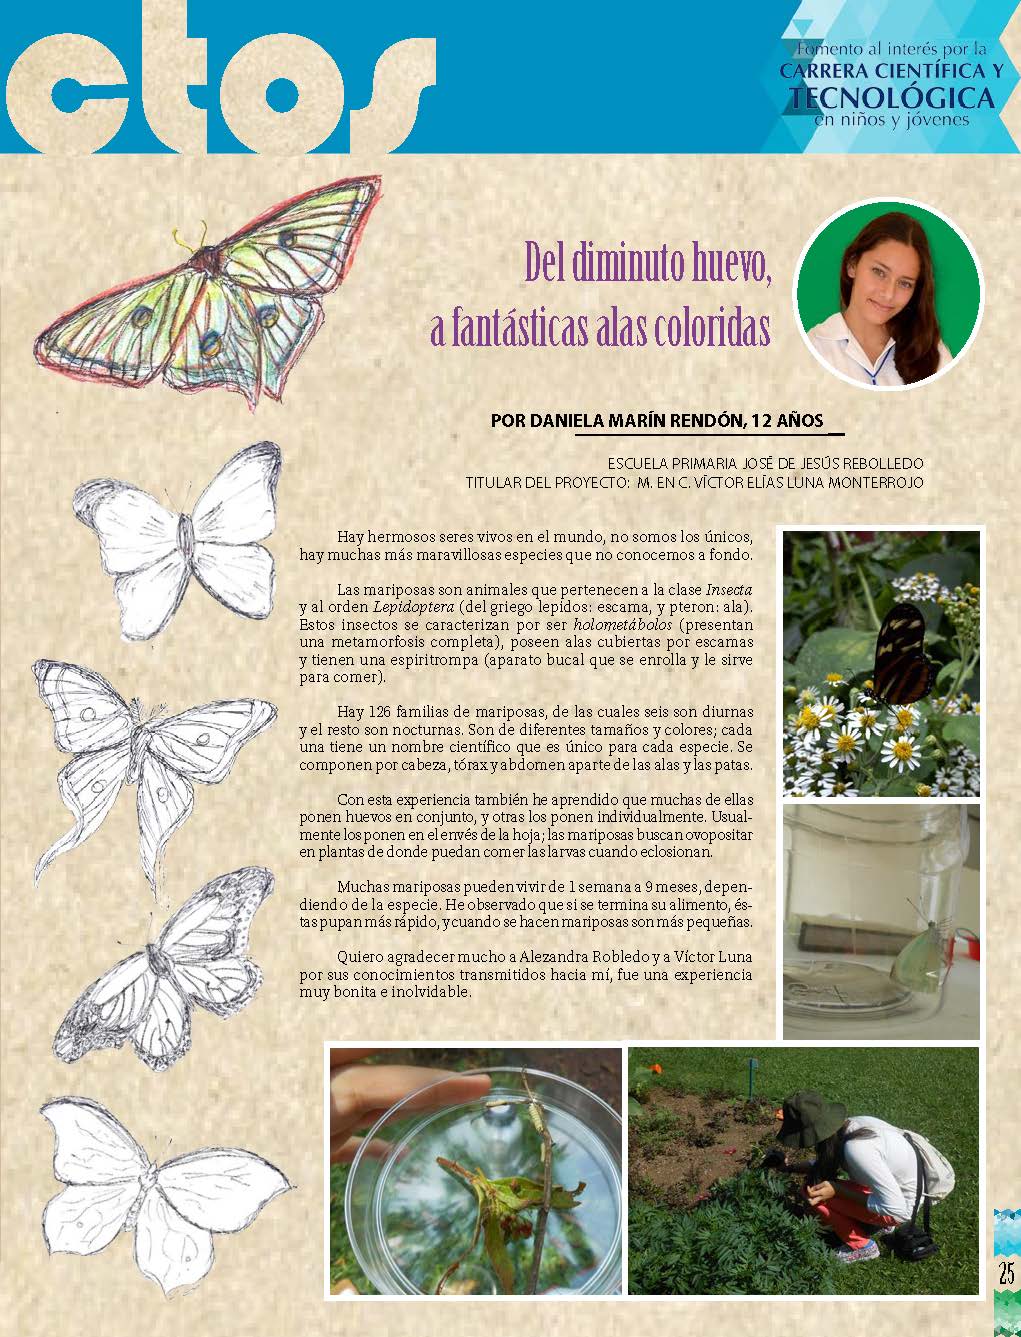 ctos
Fomento al interés por la
CARRERA CIENTÍFICA Y
TECNOLÓGICA
en niños y jóvenes
Del diminuto huevo,
a fantásticas alas coloridas
POR DANIELA MARÍN RENDÓN, 12 AÑOS
ESCUELA PRIMARIA JOSÉ DE JESÚS REBOLLEDO
TITULAR DEL PROYECTO: M. EN C. VÍCTOR ELÍAS LUNA MONTERROJO
Hay hermosos seres vivos en el mundo, no somos los únicos,
hay muchas más maravillosas especies que no conocemos a fondo.
Las mariposas son animales que pertenecen a la clase Insecta
y al orden Lepidoptera (del griego lepidos: escama, y pteron: ala).
Estos insectos se caracterizan por ser holometábolos (presentan
una metamorfosis completa), poseen alas cubiertas por escamas
y tienen una espiritrompa (aparato bucal que se enrolla y le sirve
para comer).
Hay 126 familias de mariposas, de las cuales seis son diurnas
y el resto son nocturnas. Son de diferentes tamaños y colores; cada
una tiene un nombre científico que es único para cada especie. Se
componen por cabeza, tórax y abdomen aparte de las alas y las patas.
Con esta experiencia también he aprendido que muchas de ellas
ponen huevos en conjunto, y otras los ponen individualmente. Usual-
mente los ponen en el envés de la hoja; las mariposas buscan ovopositar
en plantas de donde puedan comer las larvas cuando eclosionan.
Muchas mariposas pueden vivir de 1 semana a 9 meses, depen-
diendo de la especie. He observado que si se termina su alimento, és-
tas pupan más rápido, y cuando se hacen mariposas son más pequeñas.
Quiero agradecer mucho a Alezandra Robledo y a Víctor Luna
por sus conocimientos transmitidos hacia mí, fue una experiencia
muy bonita e inolvidable.
25